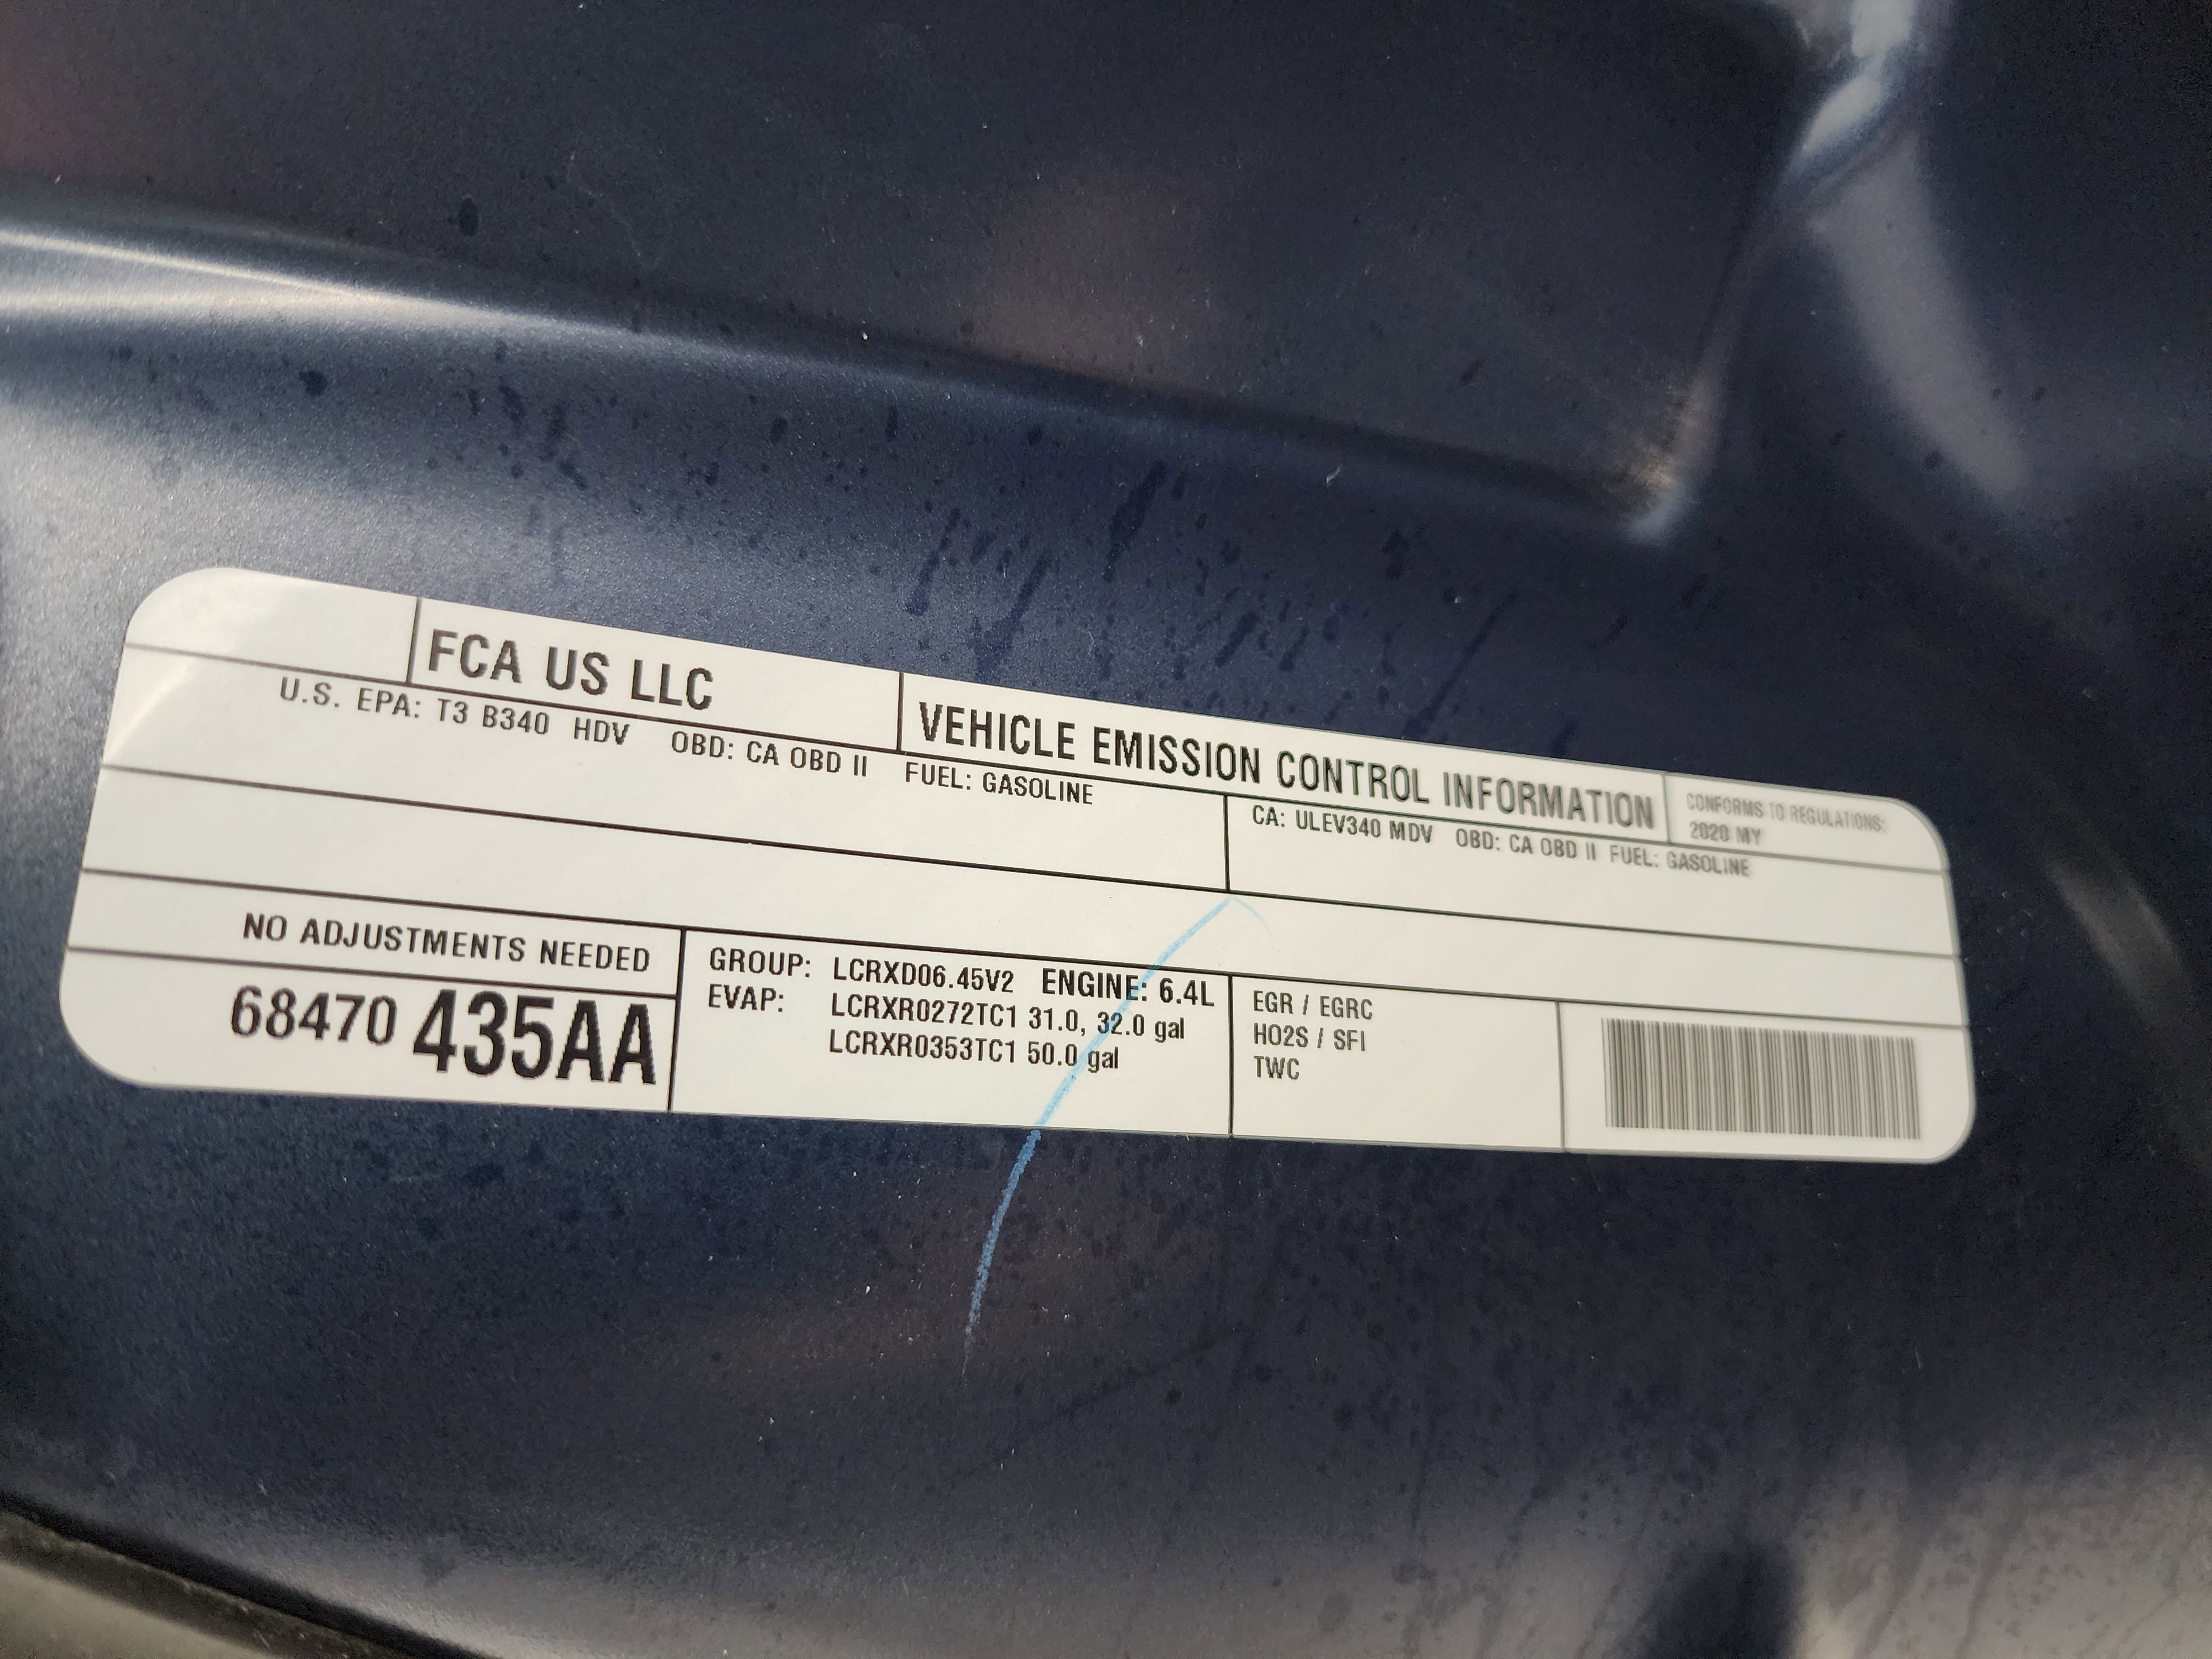 FCA US LLC
VEHICLE EMISSION CONTROL INFORMATION
CONFORMS TO REGULATIONS:
2020 MY
U.S. EPA: T3 B340 HDV OBD: CA OBD II FUEL: GASOLINE
CA: ULEV340 MDV OBD: CA OBD II FUEL: GASOLINE
NO ADJUSTMENTS NEEDED
68470 435AA
GROUP: LCRXD06.45V2 ENGINE: 6.4L
EVAP: LCRXR0272TC1 31.0, 32.0 gal
LCRXR0353TC1 50.0 gal
EGR / EGRC
HO2S / SFI
TWC